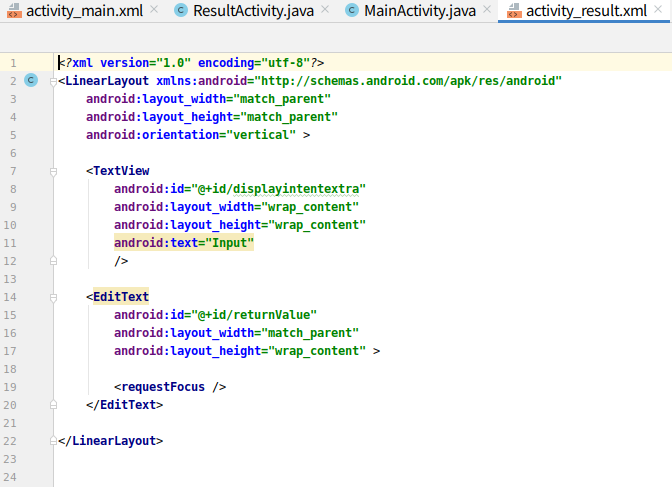 activity_main.xml ResultActivity.java MainActivity.java activity_result.xml
1 <?xml version="1.0" encoding="utf-8"?>
2 <LinearLayout xmlns:android="http://schemas.android.com/apk/res/android"
3 android:layout_width="match_parent"
4 android:layout_height="match_parent"
5 android:orientation="vertical" >
6
7 <TextView
8 android:id="@+id/displayintentextra"
9 android:layout_width="wrap_content"
10 android:layout_height="wrap_content"
11 android:text="Input"
12 />
13
14 <EditText
15 android:id="@+id/returnValue"
16 android:layout_width="match_parent"
17 android:layout_height="wrap_content" >
18
19 <requestFocus />
20 </EditText>
21
22 </LinearLayout>
23
24